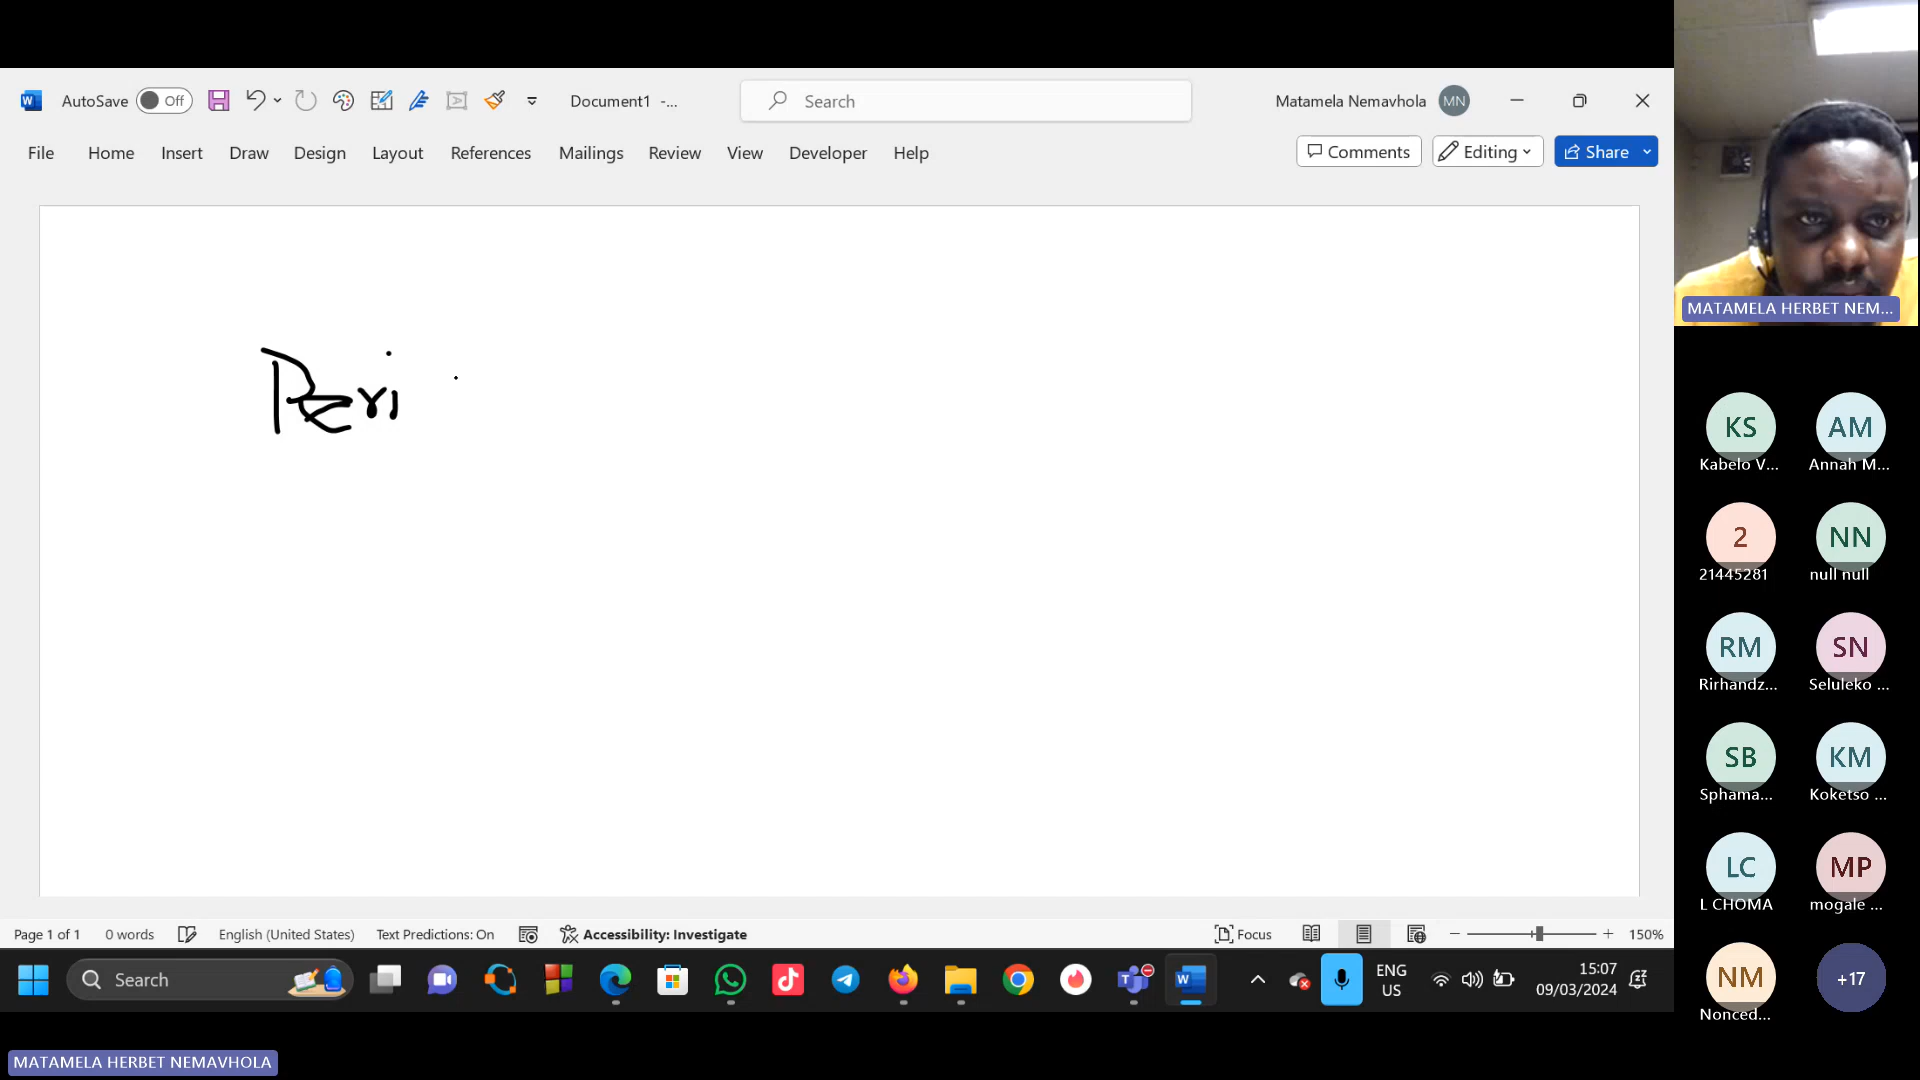 AutoSave Off Document1 -... Search Matamela Nemavhola MN
File Home Insert Draw Design Layout References Mailings Review View Developer Help Comments Editing Share
Peri
MATAMELA HERBET NEM...
KS AM
Kabelo V... Annah M...
2 NN
21445281 null null
RM SN
Rirhandz... Seluleko ...
SB KM
Sphama... Koketso ...
LC MP
L CHOMA mogale ...
NM +17
Nonced...
Page 1 of 1 0 words English (United States) Text Predictions: On Accessibility: Investigate Focus 150%
Search ENG 15:07
US 09/03/2024
MATAMELA HERBET NEMAVHOLA